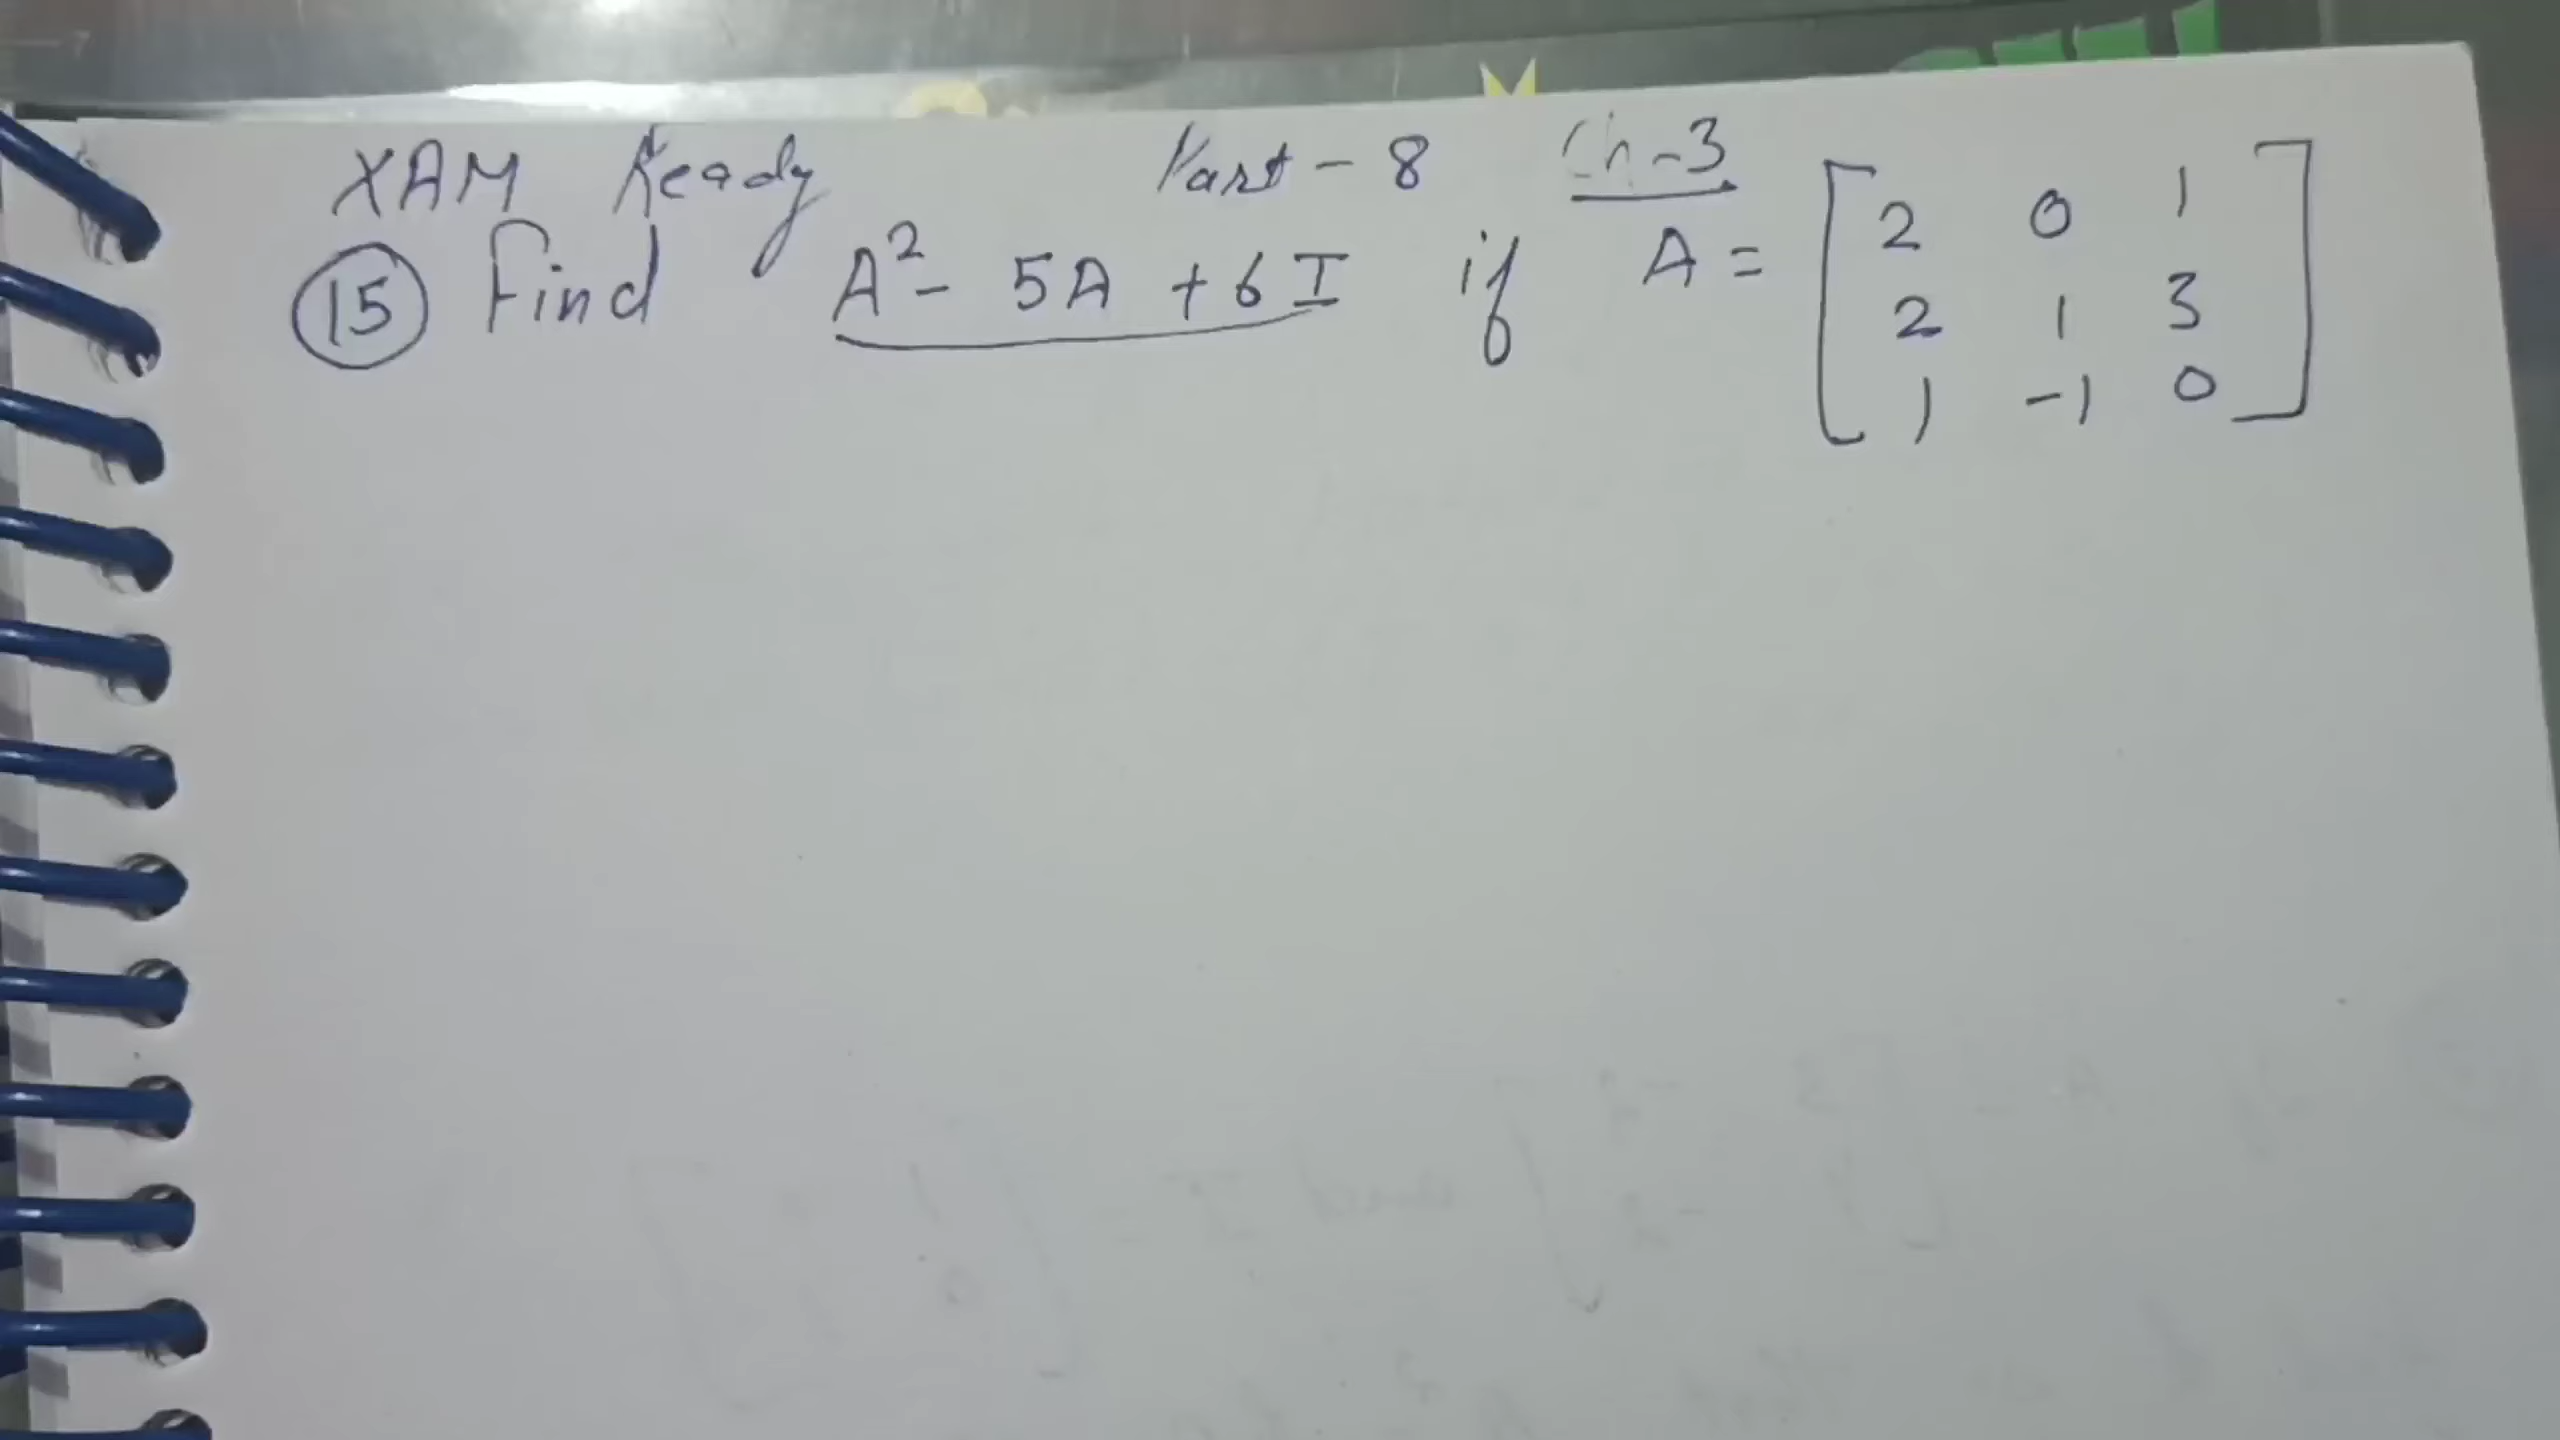 XAM Ready Part - 8 Ch-3
15 Find A² - 5A + 6I if A = [2 0 1
2 1 3
1 -1 0]